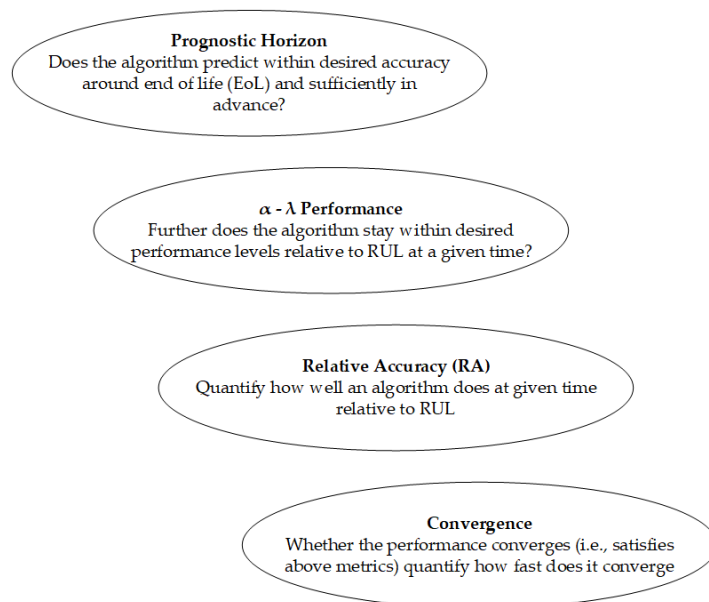 Prognostic Horizon
Does the algorithm predict within desired accuracy
around end of life (EoL) and sufficiently in
advance?
α - λ Performance
Further does the algorithm stay within desired
performance levels relative to RUL at a given time?
Relative Accuracy (RA)
Quantify how well an algorithm does at given time
relative to RUL
Convergence
Whether the performance converges (i.e., satisfies
above metrics) quantify how fast does it converge